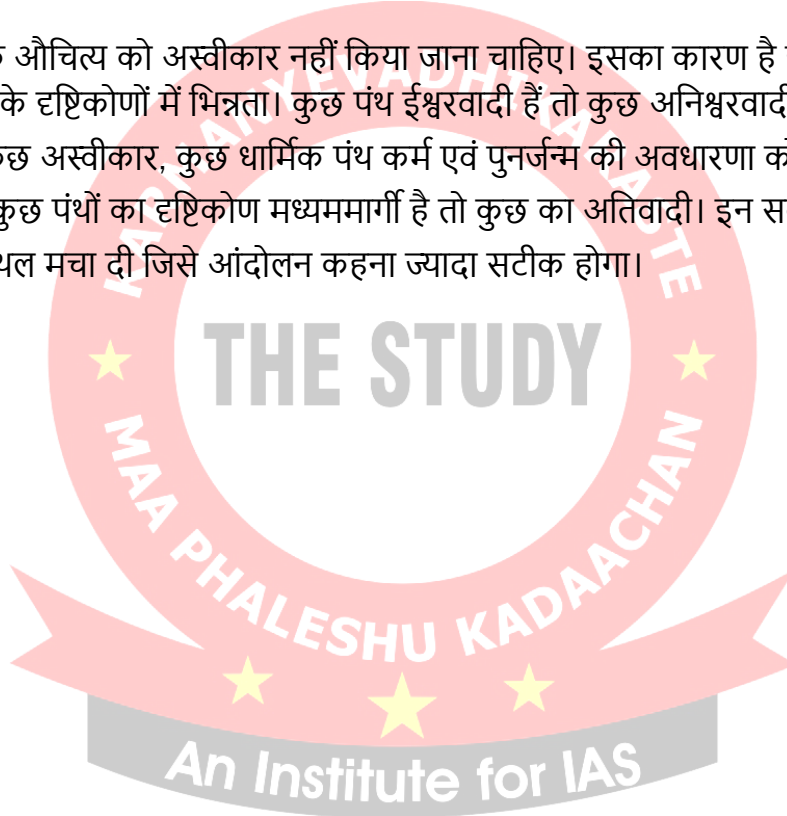 औचित्य को अस्वीकार नहीं किया जाना चाहिए। इसका कारण है
के दृष्टिकोणों में भिन्नता। कुछ पंथ ईश्वरवादी हैं तो कुछ अनिश्वरवादी
अस्वीकार, कुछ धार्मिक पंथ कर्म एवं पुनर्जन्म की अवधारणा को
कुछ पंथों का दृष्टिकोण मध्यममार्गी है तो कुछ का अतिवादी। इन
मचा दी जिसे आंदोलन कहना ज्यादा सटीक होगा।
KARMANYEVADHIKARASTE
THE STUDY
MAA PHALESHU KADAACHAN
An Institute for IAS